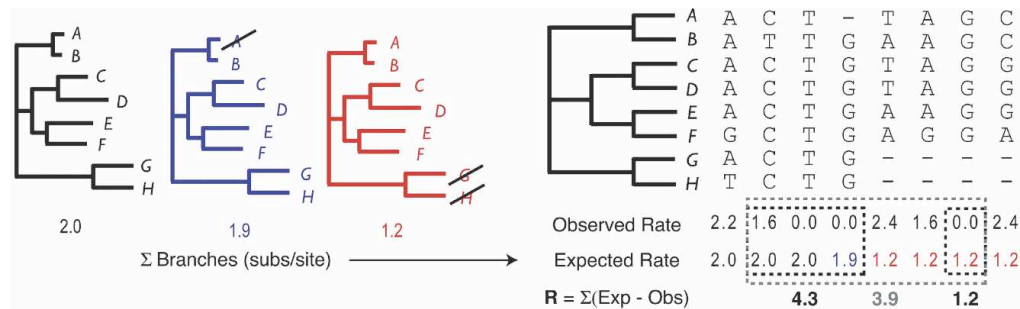 A
B
C
D
E
F
G
H
2.0
A
B
C
D
E
F
G
H
1.9
A
B
C
D
E
F
G
H
1.2
Σ Branches (subs/site)
A A C T - T A G C
B A T T G A A G C
C A C T G T A G G
D A C T G T A G G
E A C T G A A G G
F G C T G A G G A
G A C T G - - - -
H T C T G - - - -
Observed Rate 2.2 1.6 0.0 0.0 2.4 1.6 0.0 2.4
Expected Rate 2.0 2.0 2.0 1.9 1.2 1.2 1.2 1.2
R = Σ(Exp - Obs) 4.3 3.9 1.2